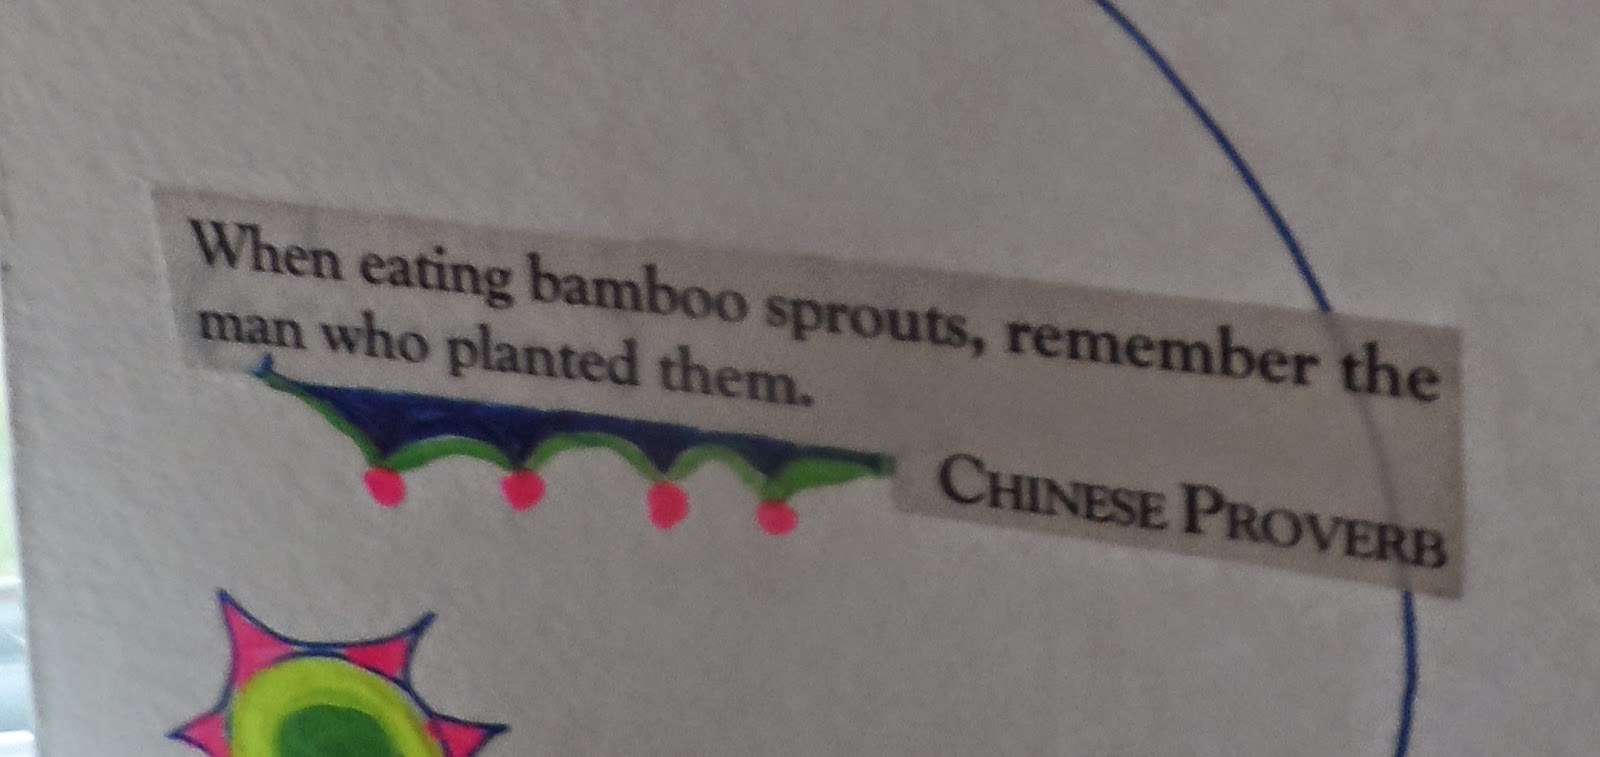 When eating bamboo sprouts, remember the
man who planted them.
CHINESE PROVERB